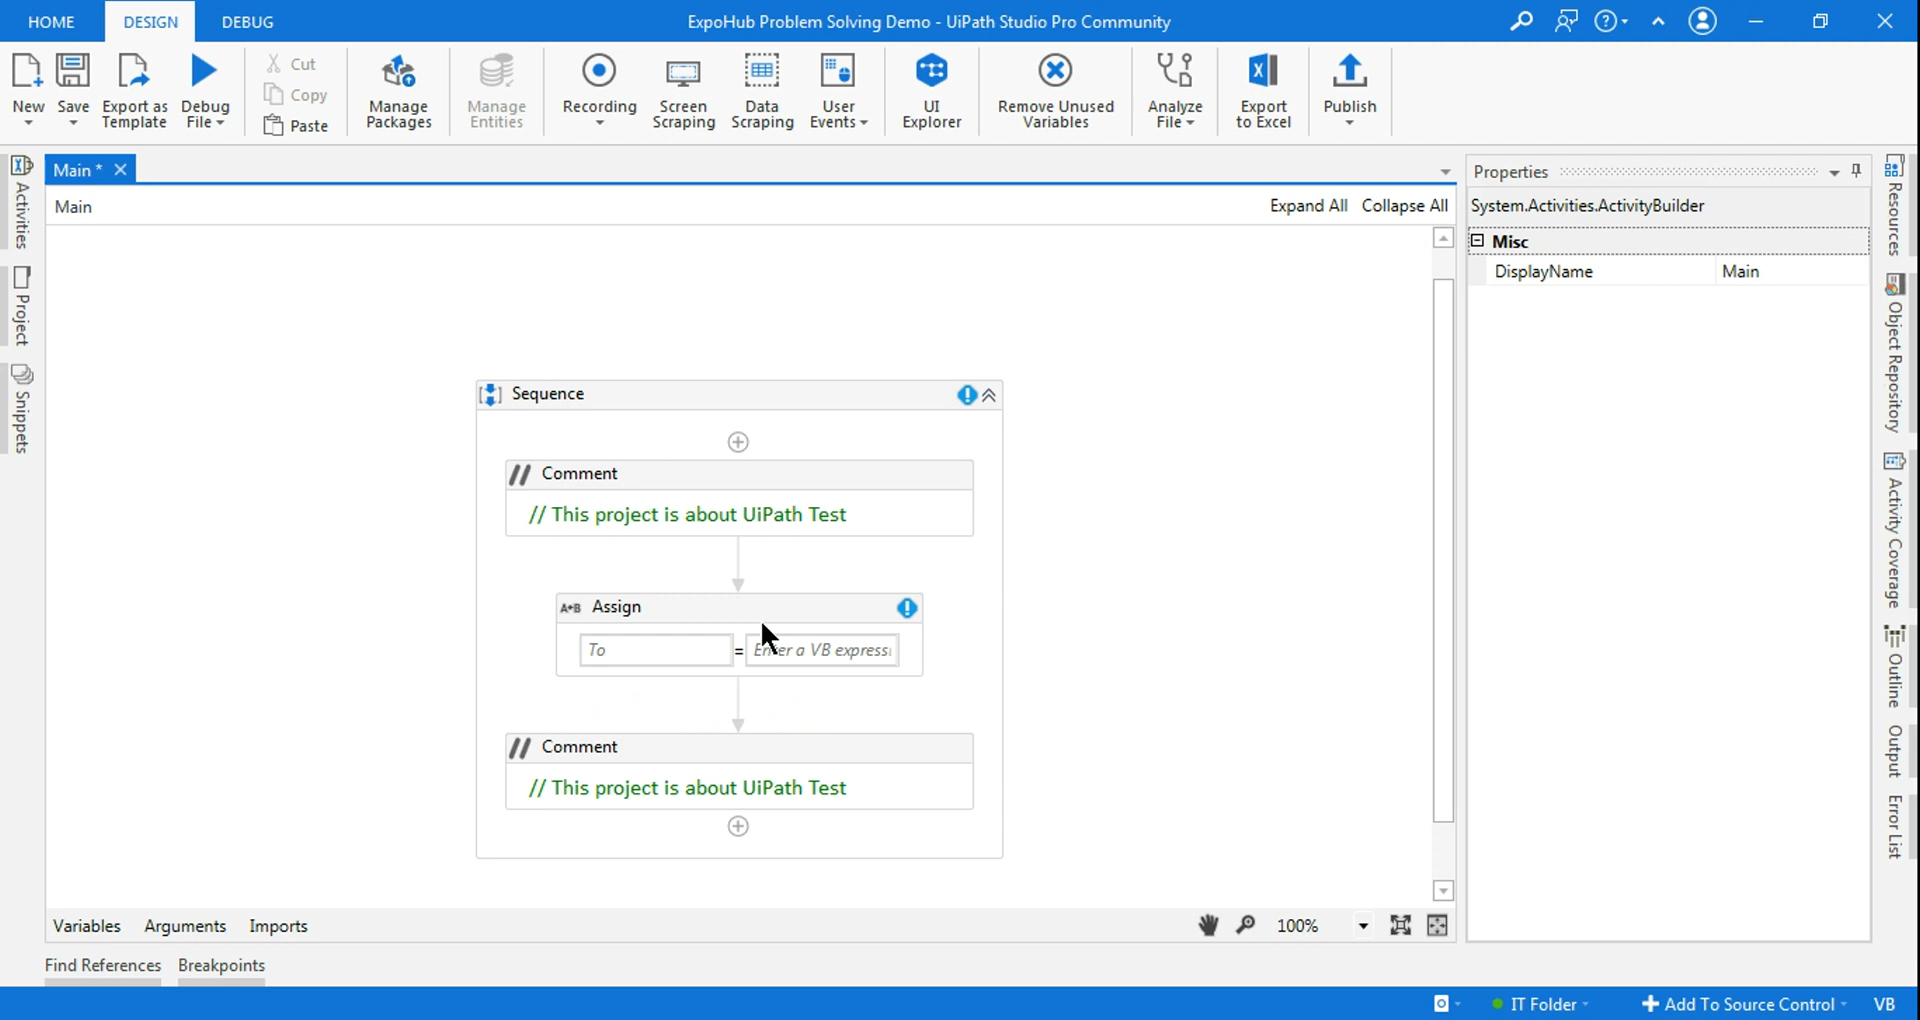 HOME DESIGN DEBUG ExpoHub Problem Solving Demo - UiPath Studio Pro Community
New Save Export as Template Debug File Cut Copy Paste Manage Packages Manage Entities Recording Screen Scraping Data Scraping User Events UI Explorer Remove Unused Variables Analyze File Export to Excel Publish
Main *
Main Expand All Collapse All
Activities
Project
Snippets
Sequence
// Comment
// This project is about UiPath Test
A+B Assign
To = Enter a VB express
// Comment
// This project is about UiPath Test
Variables Arguments Imports 100%
Find References Breakpoints
Properties
System.Activities.ActivityBuilder
Misc
DisplayName Main
Resources
Object Repository
Activity Coverage
Outline
Output
Error List
IT Folder Add To Source Control VB